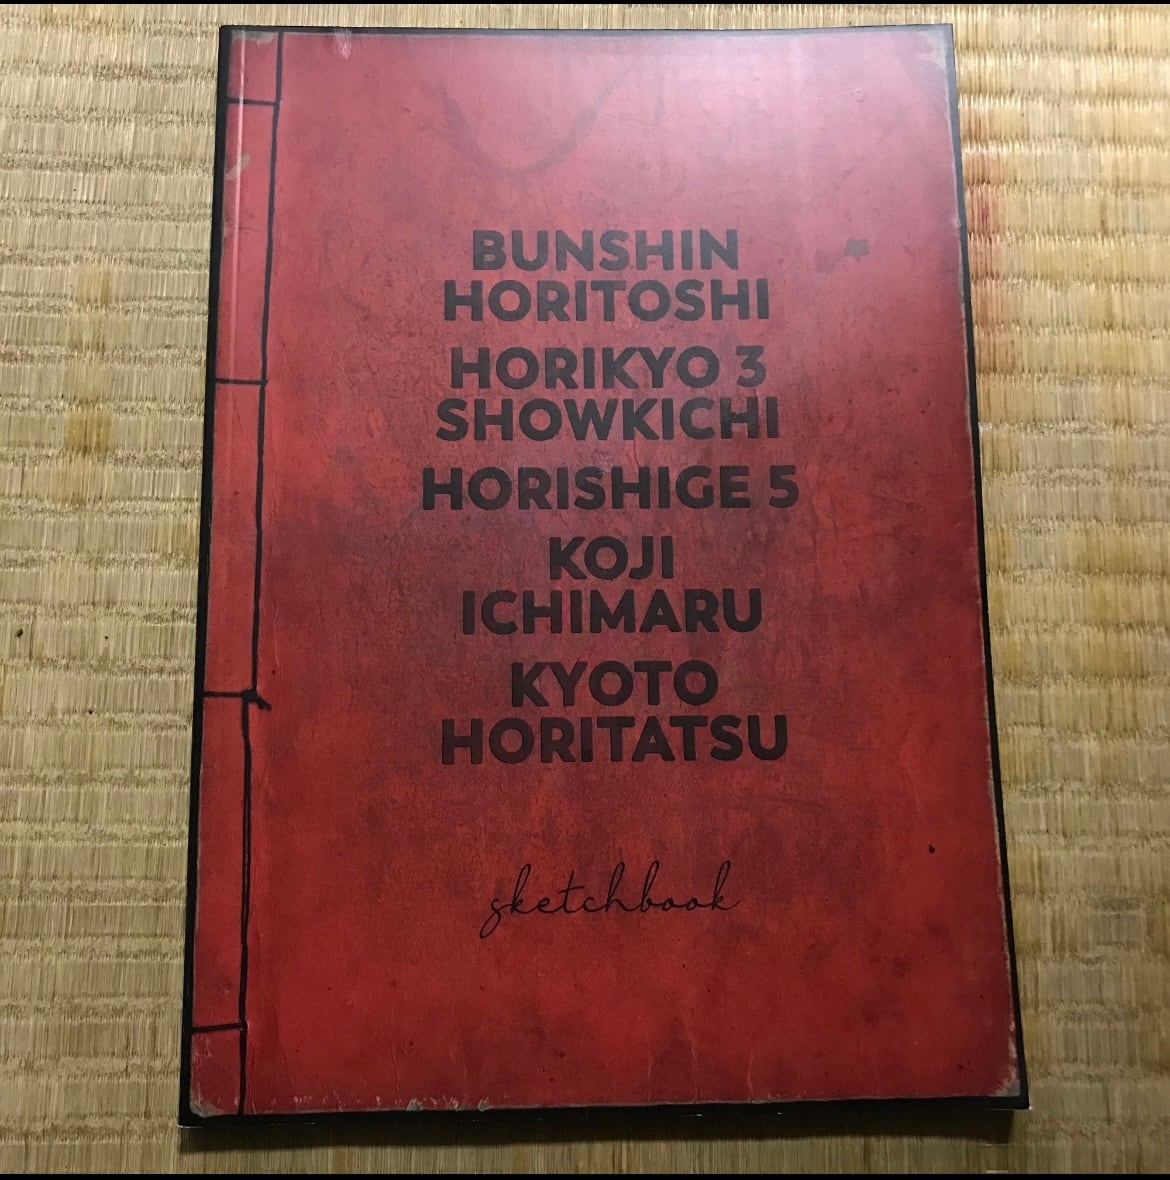 BUNSHIN
HORITOSHI
HORIKYO 3
SHOWKICHI
HORISHIGE 5
KOJI
ICHIMARU
KYOTO
HORITATSU
sketchbook